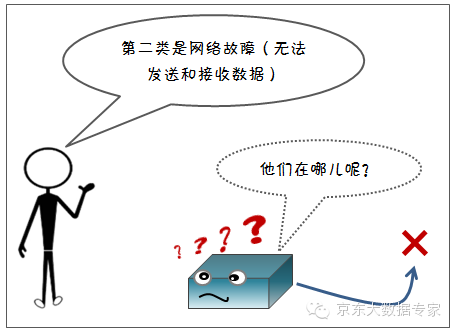 第二类是网络故障（无法
发送和接收数据）
他们在哪儿呢?
? ? ? ?
京东大数据专家